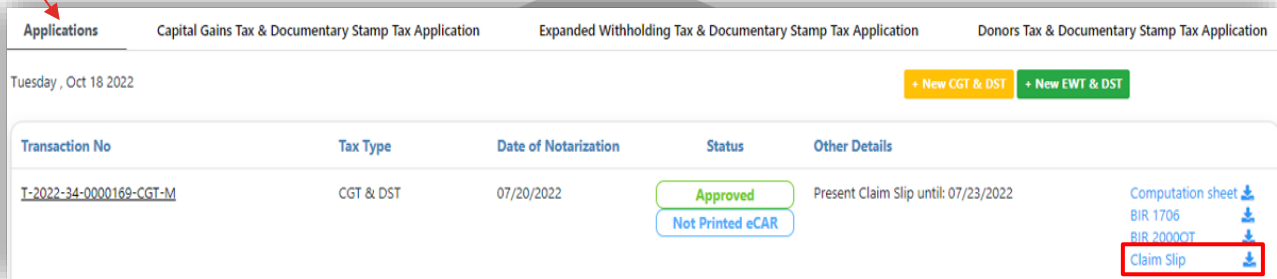 Applications Capital Gains Tax & Documentary Stamp Tax Application Expanded Withholding Tax & Documentary Stamp Tax Application Donors Tax & Documentary Stamp Tax Application
Tuesday , Oct 18 2022 + New CGT & DST + New EWT & DST
Transaction No Tax Type Date of Notarization Status Other Details
T-2022-34-0000169-CGT-M CGT & DST 07/20/2022 Approved Present Claim Slip until: 07/23/2022 Computation sheet
Not Printed eCAR BIR 1706
BIR 2000OT
Claim Slip